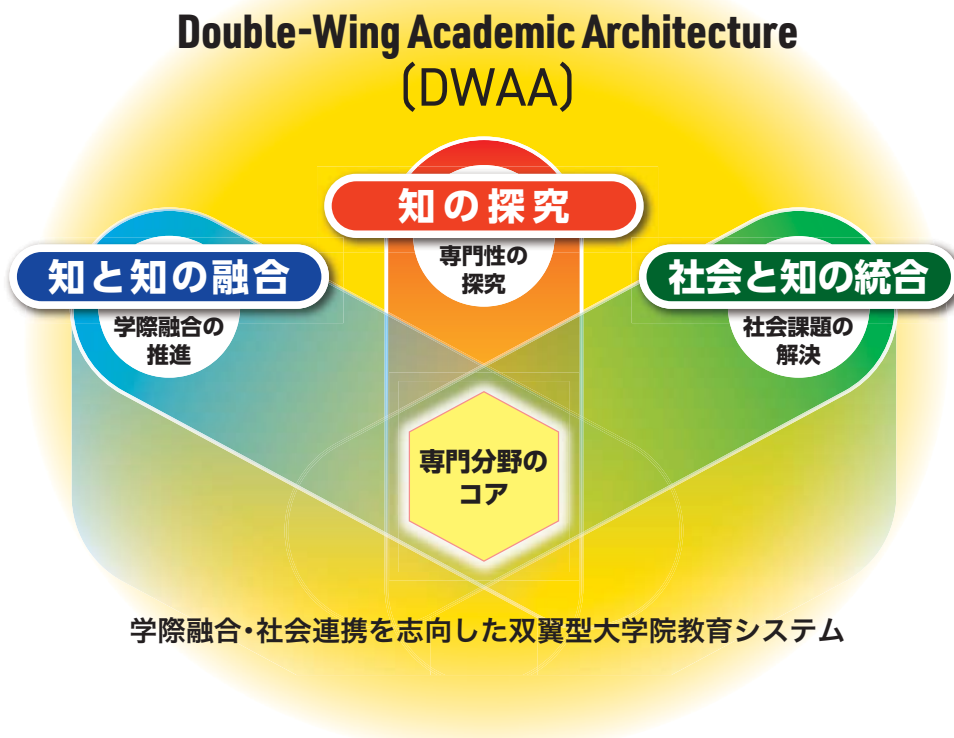 Double-Wing Academic Architecture
(DWAA)
知の探究
専門性の
探究
知と知の融合
学際融合の
推進
社会と知の統合
社会課題の
解決
専門分野の
コア
学際融合・社会連携を志向した双翼型大学院教育システム